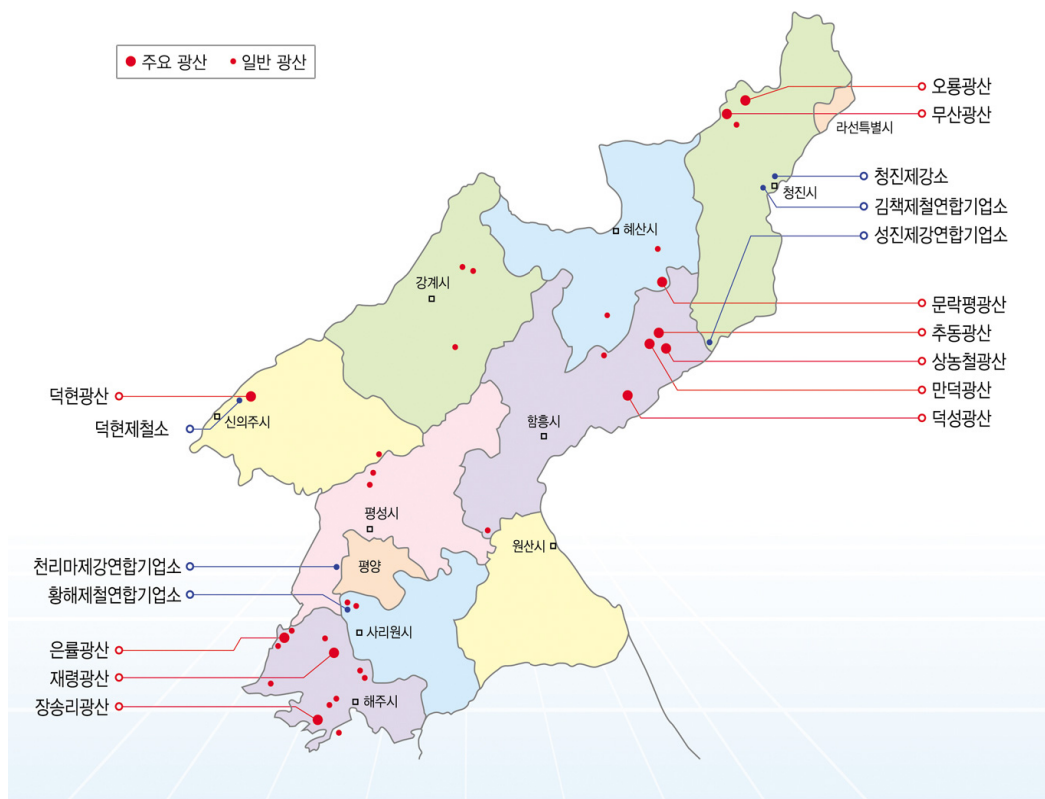 주요 광산
일반 광산
오룡광산
무산광산
라선특별시
청진제강소
청진시
김책제철연합기업소
성진제강연합기업소
혜산시
강계시
문락평광산
추동광산
상농철광산
만덕광산
덕성광산
덕현광산
덕현제철소
신의주시
함흥시
평성시
원산시
평양
천리마제강연합기업소
황해제철연합기업소
사리원시
은률광산
재령광산
장송리광산
해주시